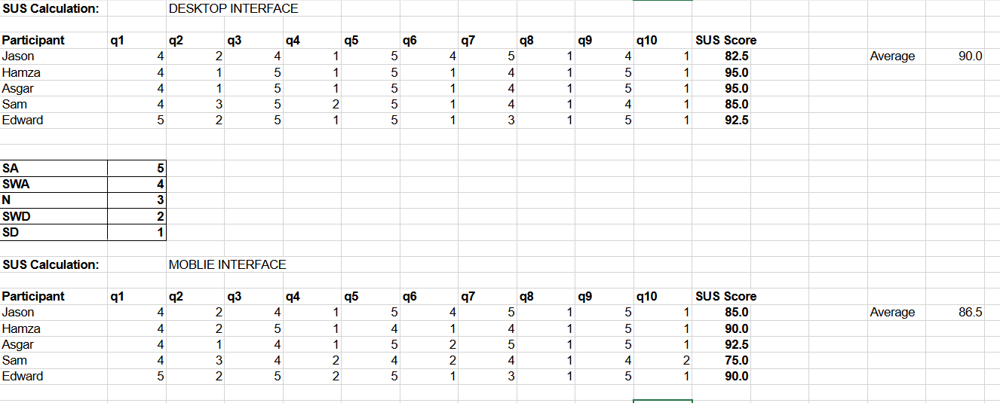 SUS Calculation: DESKTOP INTERFACE
Participant q1 q2 q3 q4 q5 q6 q7 q8 q9 q10 SUS Score
Jason 4 2 4 1 5 4 5 1 4 1 82.5 Average 90.0
Hamza 4 1 5 1 5 1 4 1 5 1 95.0
Asgar 4 1 5 1 5 1 4 1 5 1 95.0
Sam 4 3 5 2 5 1 4 1 4 1 85.0
Edward 5 2 5 1 5 1 3 1 5 1 92.5
SA 5
SWA 4
N 3
SWD 2
SD 1
SUS Calculation: MOBLIE INTERFACE
Participant q1 q2 q3 q4 q5 q6 q7 q8 q9 q10 SUS Score
Jason 4 2 4 1 5 4 5 1 5 1 85.0 Average 86.5
Hamza 4 2 5 1 4 1 4 1 5 1 90.0
Asgar 4 1 4 1 5 2 5 1 5 1 92.5
Sam 4 3 4 2 4 2 4 1 4 2 75.0
Edward 5 2 5 2 5 1 3 1 5 1 90.0